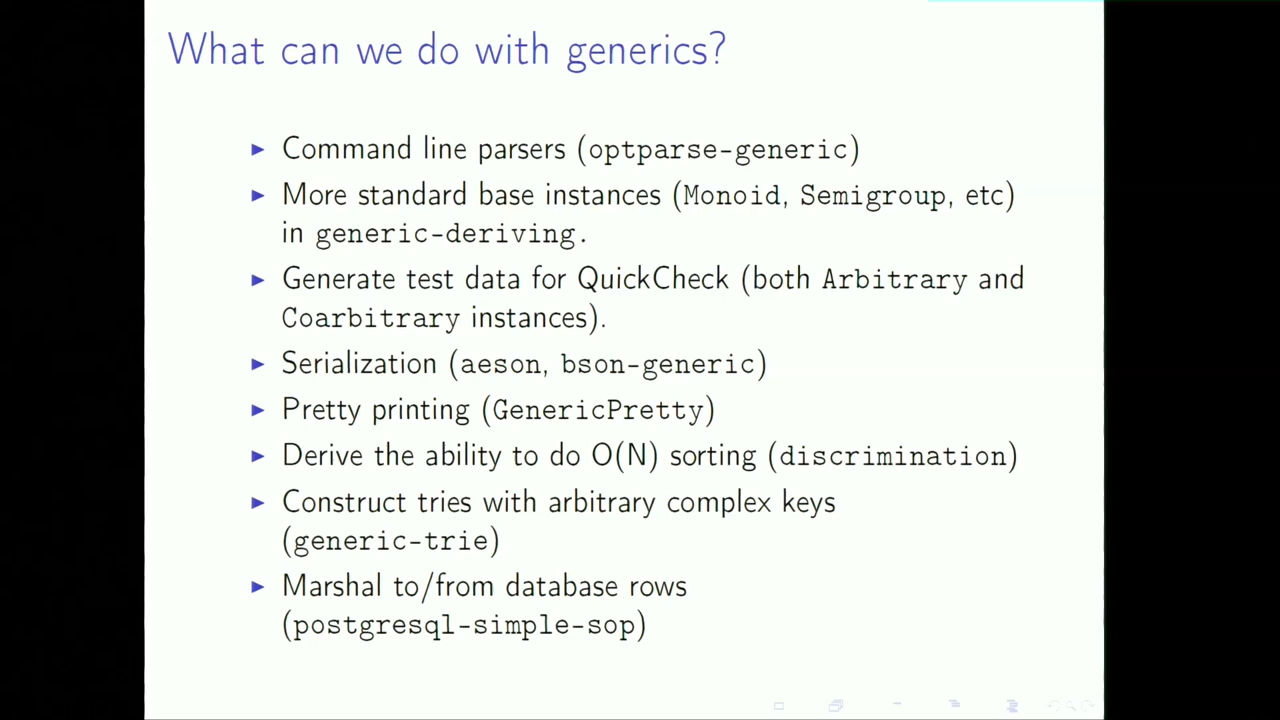 What can we do with generics?
Command line parsers (optparse-generic)
More standard base instances (Monoid, Semigroup, etc)
in generic-deriving.
Generate test data for QuickCheck (both Arbitrary and
Coarbitrary instances).
Serialization (aeson, bson-generic)
Pretty printing (GenericPretty)
Derive the ability to do O(N) sorting (discrimination)
Construct tries with arbitrary complex keys
(generic-trie)
Marshal to/from database rows
(postgresql-simple-sop)